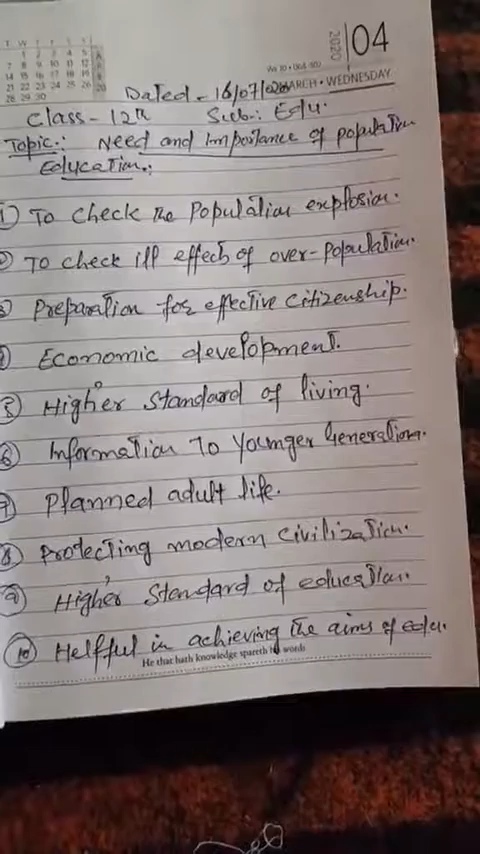 2020 | 04
MARCH • WEDNESDAY
Dated - 16/07/2020
Class - 12th Sub:. Edu.
Topic:. Need and importance of population
Education.:
① To check the Population explosion.
② To check ill effects of over-Population.
③ Preparation for effective citizenship.
④ Economic development.
⑤ Higher Standard of living.
⑥ Information To Younger Generation.
⑦ Planned adult life.
⑧ Protecting modern civilization.
⑨ Higher Standard of education.
⑩ Helpful in achieving the aims of edu.
He that hath knowledge spareth his words